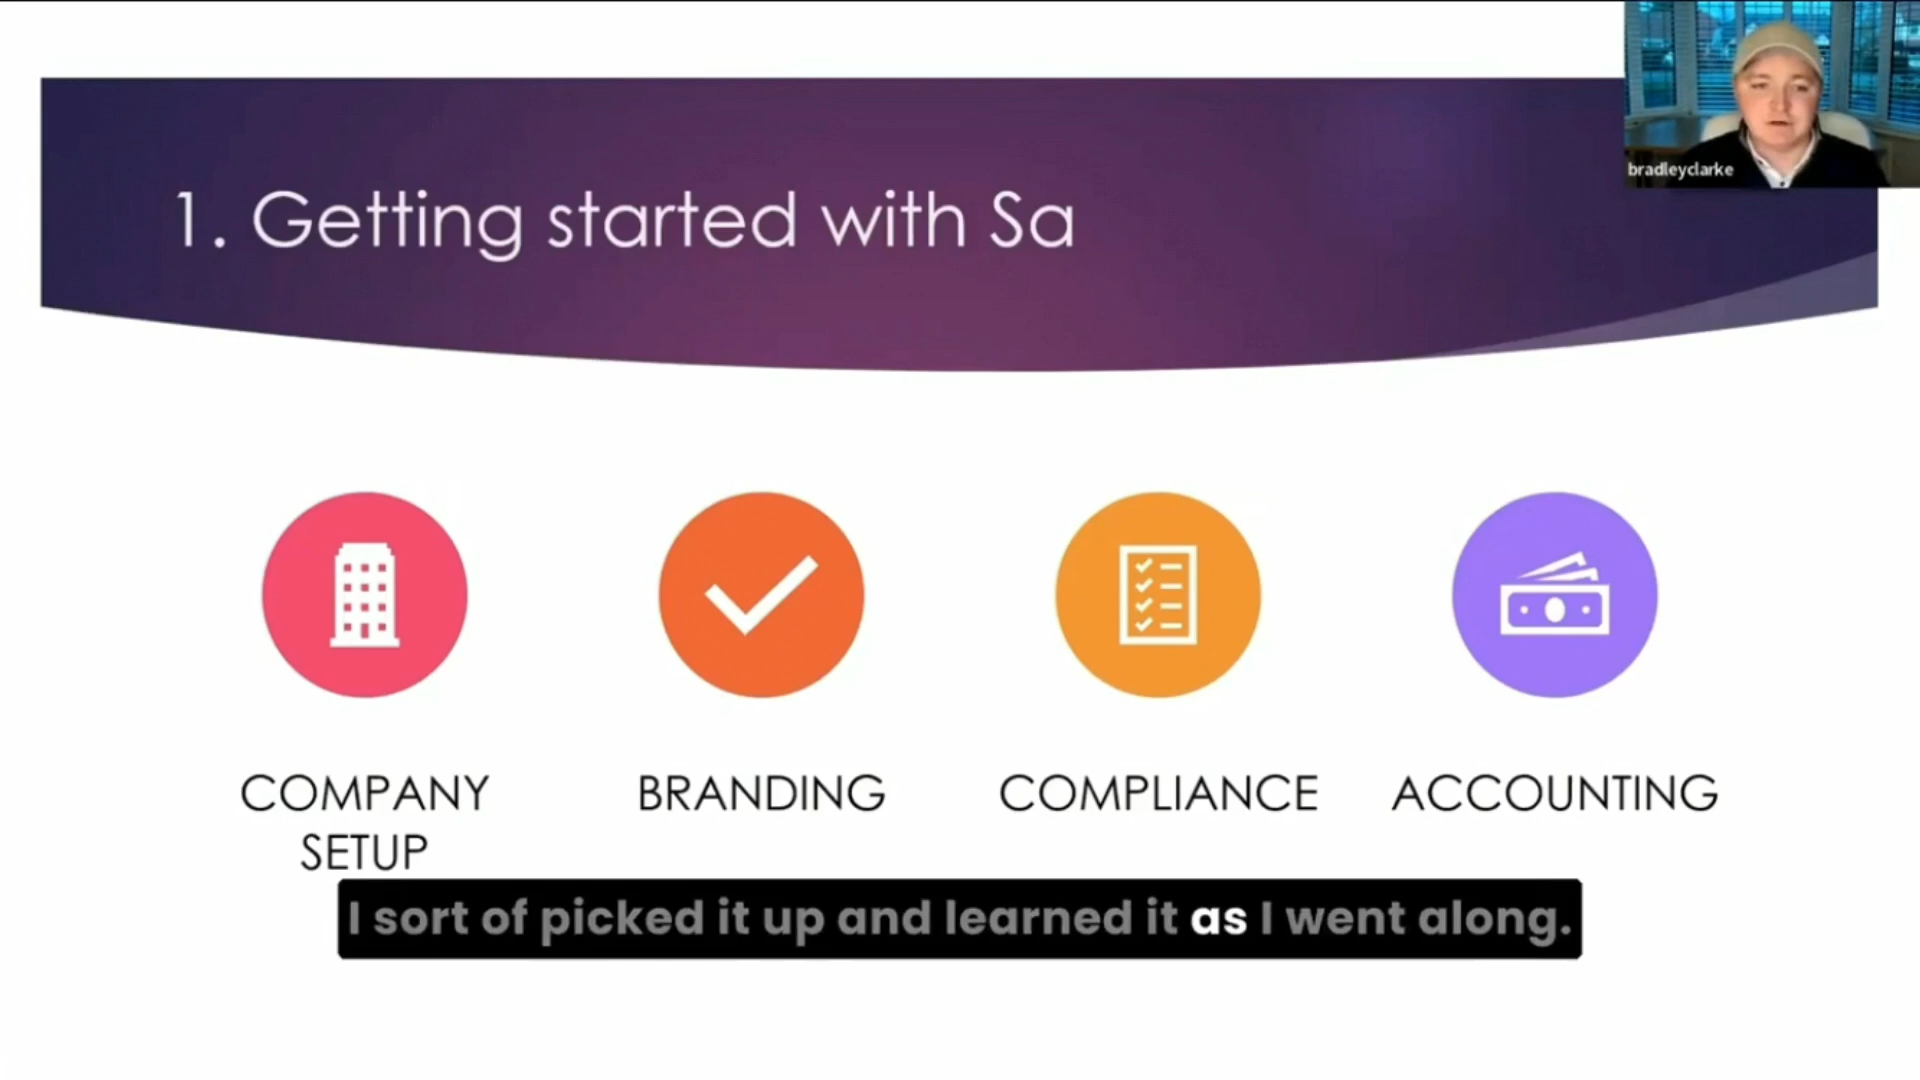 bradleyclarke
1. Getting started with Sa
COMPANY
SETUP
BRANDING
COMPLIANCE
ACCOUNTING
I sort of picked it up and learned it as I went along.